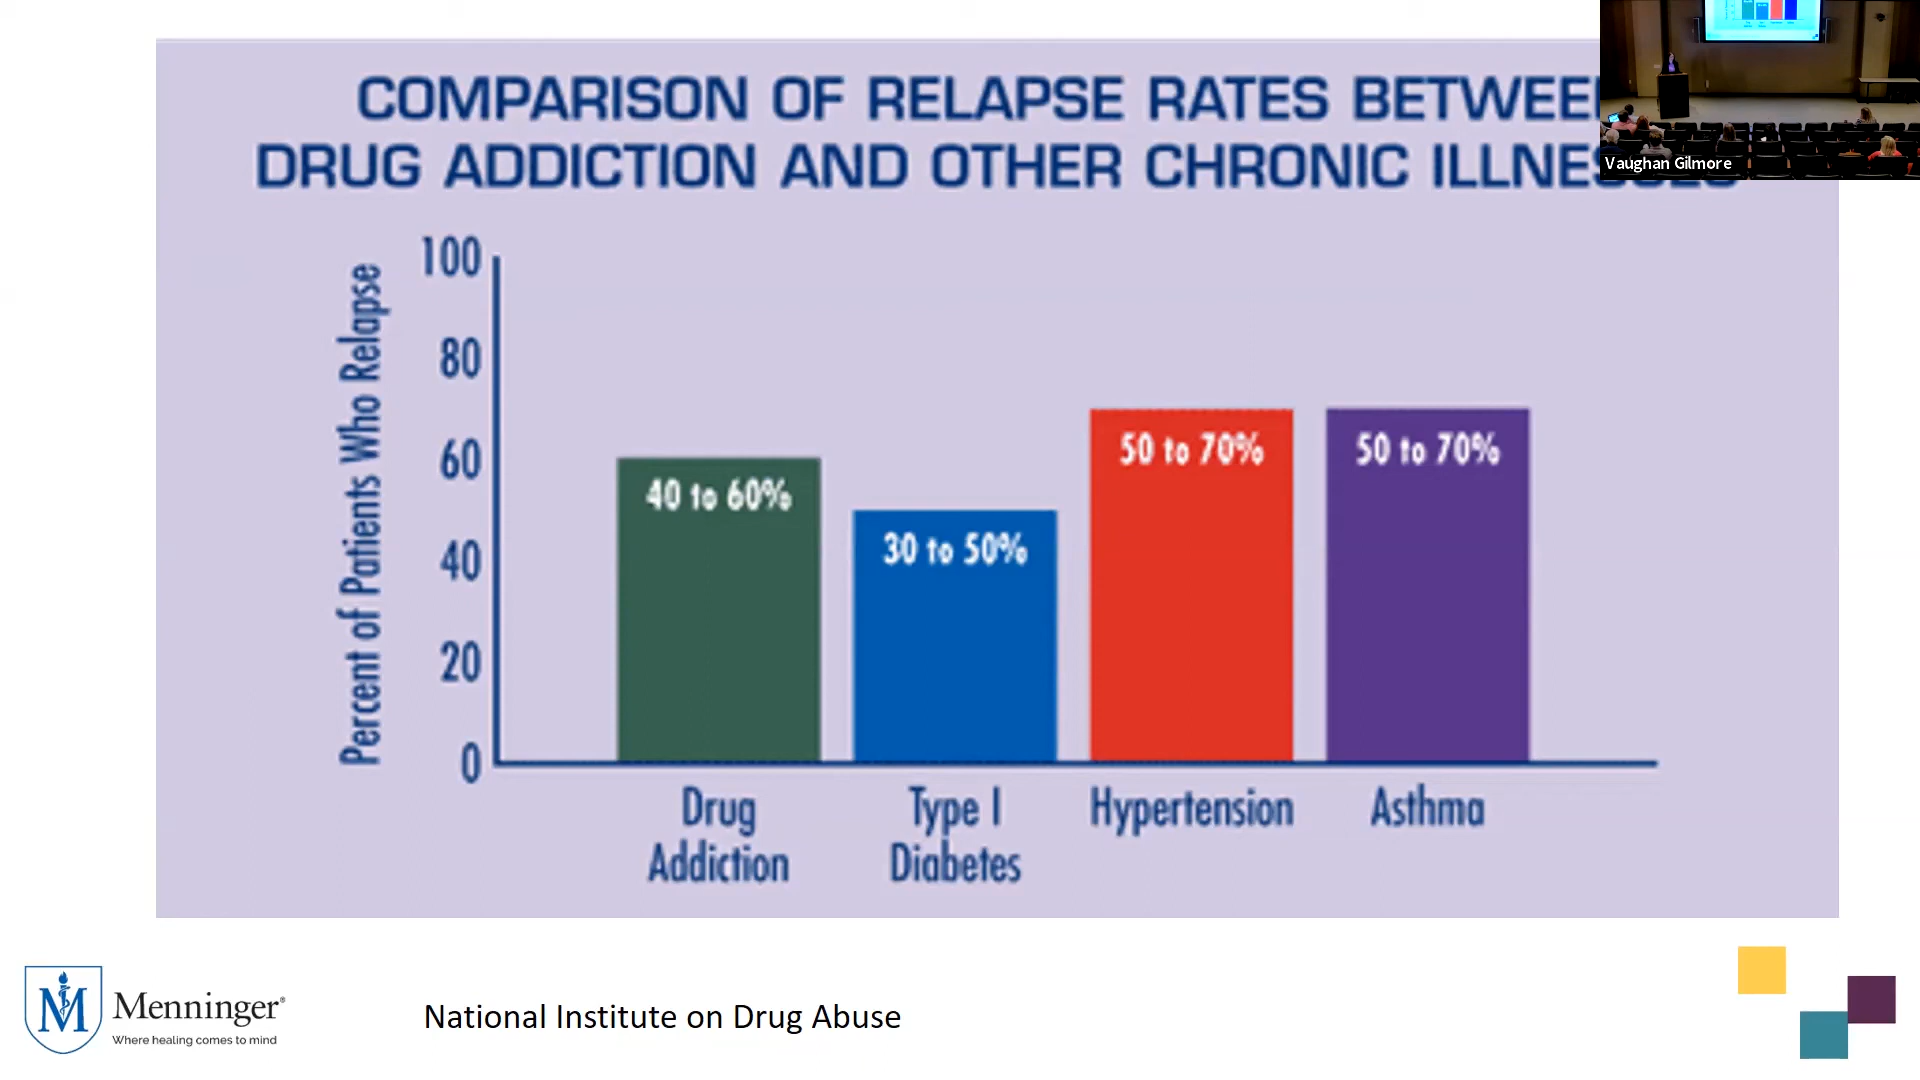 COMPARISON OF RELAPSE RATES BETWEEN
DRUG ADDICTION AND OTHER CHRONIC ILLNESSES
Vaughan Gilmore
Percent of Patients Who Relapse
100
80
60
40
20
0
40 to 60%
30 to 50%
50 to 70%
50 to 70%
Drug
Addiction
Type I
Diabetes
Hypertension
Asthma
M Menninger®
Where healing comes to mind
National Institute on Drug Abuse